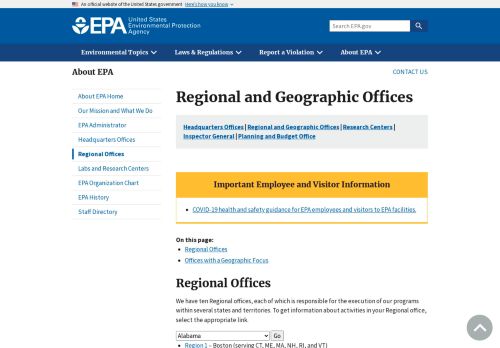 An official website of the United States government Here's how you know
EPA United States
Environmental Protection
Agency
Search EPA.gov
Environmental Topics
Laws & Regulations
Report a Violation
About EPA
About EPA
CONTACT US
About EPA Home
Our Mission and What We Do
EPA Administrator
Headquarters Offices
Regional Offices
Labs and Research Centers
EPA Organization Chart
EPA History
Staff Directory
Regional and Geographic Offices
Headquarters Offices | Regional and Geographic Offices | Research Centers |
Inspector General | Planning and Budget Office
Important Employee and Visitor Information
COVID-19 health and safety guidance for EPA employees and visitors to EPA facilities.
On this page:
Regional Offices
Offices with a Geographic Focus
Regional Offices
We have ten Regional offices, each of which is responsible for the execution of our programs
within several states and territories. To get information about activities in your Regional office,
select the appropriate link.
Alabama Go
Region 1 – Boston (serving CT, ME, MA, NH, RI, and VT)